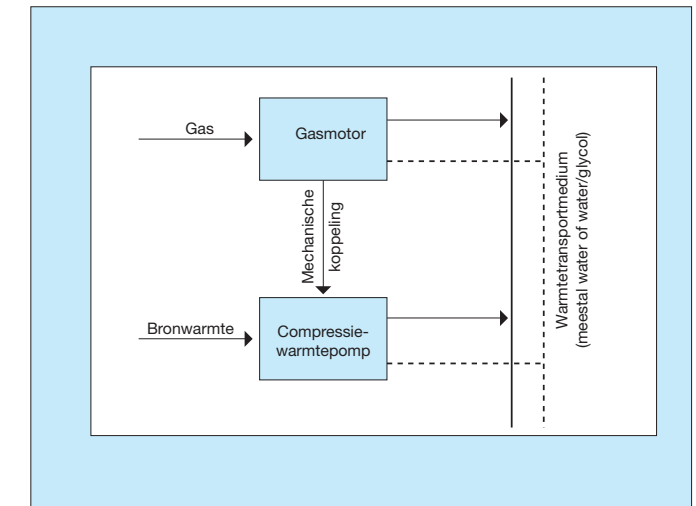 Gas
Gasmotor
Mechanische
koppeling
Bronwarmte
Compressie-
warmtepomp
Warmtetransportmedium
(meestal water of water/glycol)